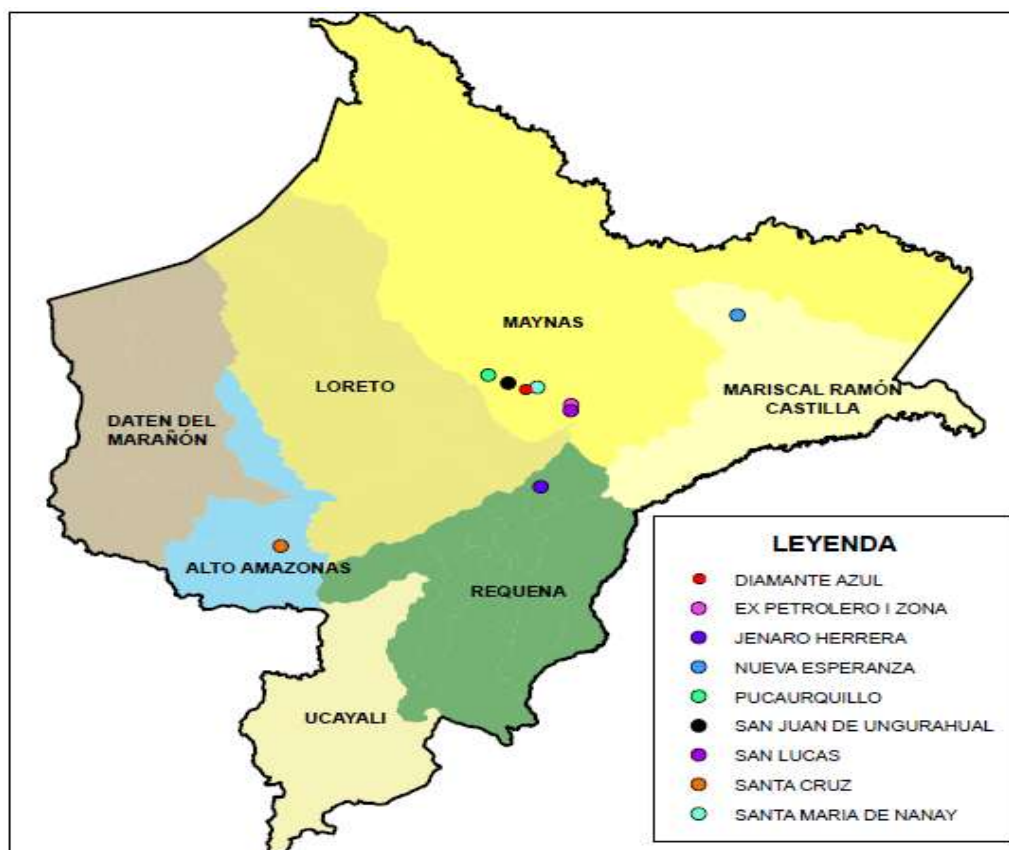 MAYNAS
LORETO
MARISCAL RAMÓN
CASTILLA
DATEN DEL
MARAÑÓN
ALTO AMAZONAS
REQUENA
UCAYALI
LEYENDA
DIAMANTE AZUL
EX PETROLERO I ZONA
JENARO HERRERA
NUEVA ESPERANZA
PUCAURQUILLO
SAN JUAN DE UNGURAHUAL
SAN LUCAS
SANTA CRUZ
SANTA MARIA DE NANAY